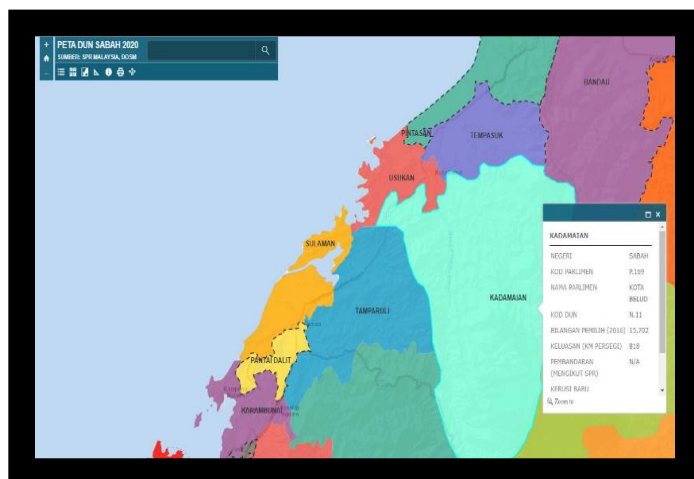 PETA DUN SABAH 2020
SUMBER: SPR MALAYSIA, DOSM
BANDAU
PINTASAN
TEMPASUK
USUKAN
SULAMAN
KADAMAIAN
TAMPARULI
PANTAI DALIT
KARAMBUNAI
KADAMAIAN
NEGERI SABAH
KOD PARLIMEN P.169
NAMA PARLIMEN KOTA
BELUD
KOD DUN N.11
BILANGAN PEMILIH (2016) 15,702
KELUASAN (KM PERSEGI) 818
PEMBANDARAN N/A
(MENGIKUT SPR)
KERUSI BARU
Zoom to